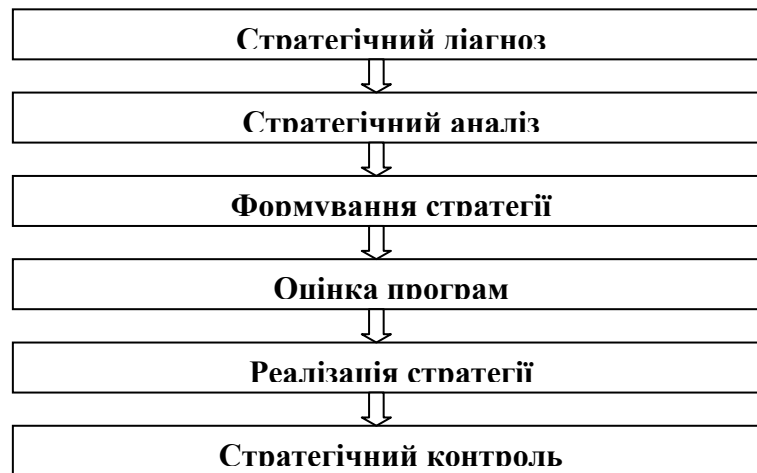 Стратегічний діагноз
Стратегічний аналіз
Формування стратегії
Оцінка програм
Реалізація стратегії
Стратегічний контроль